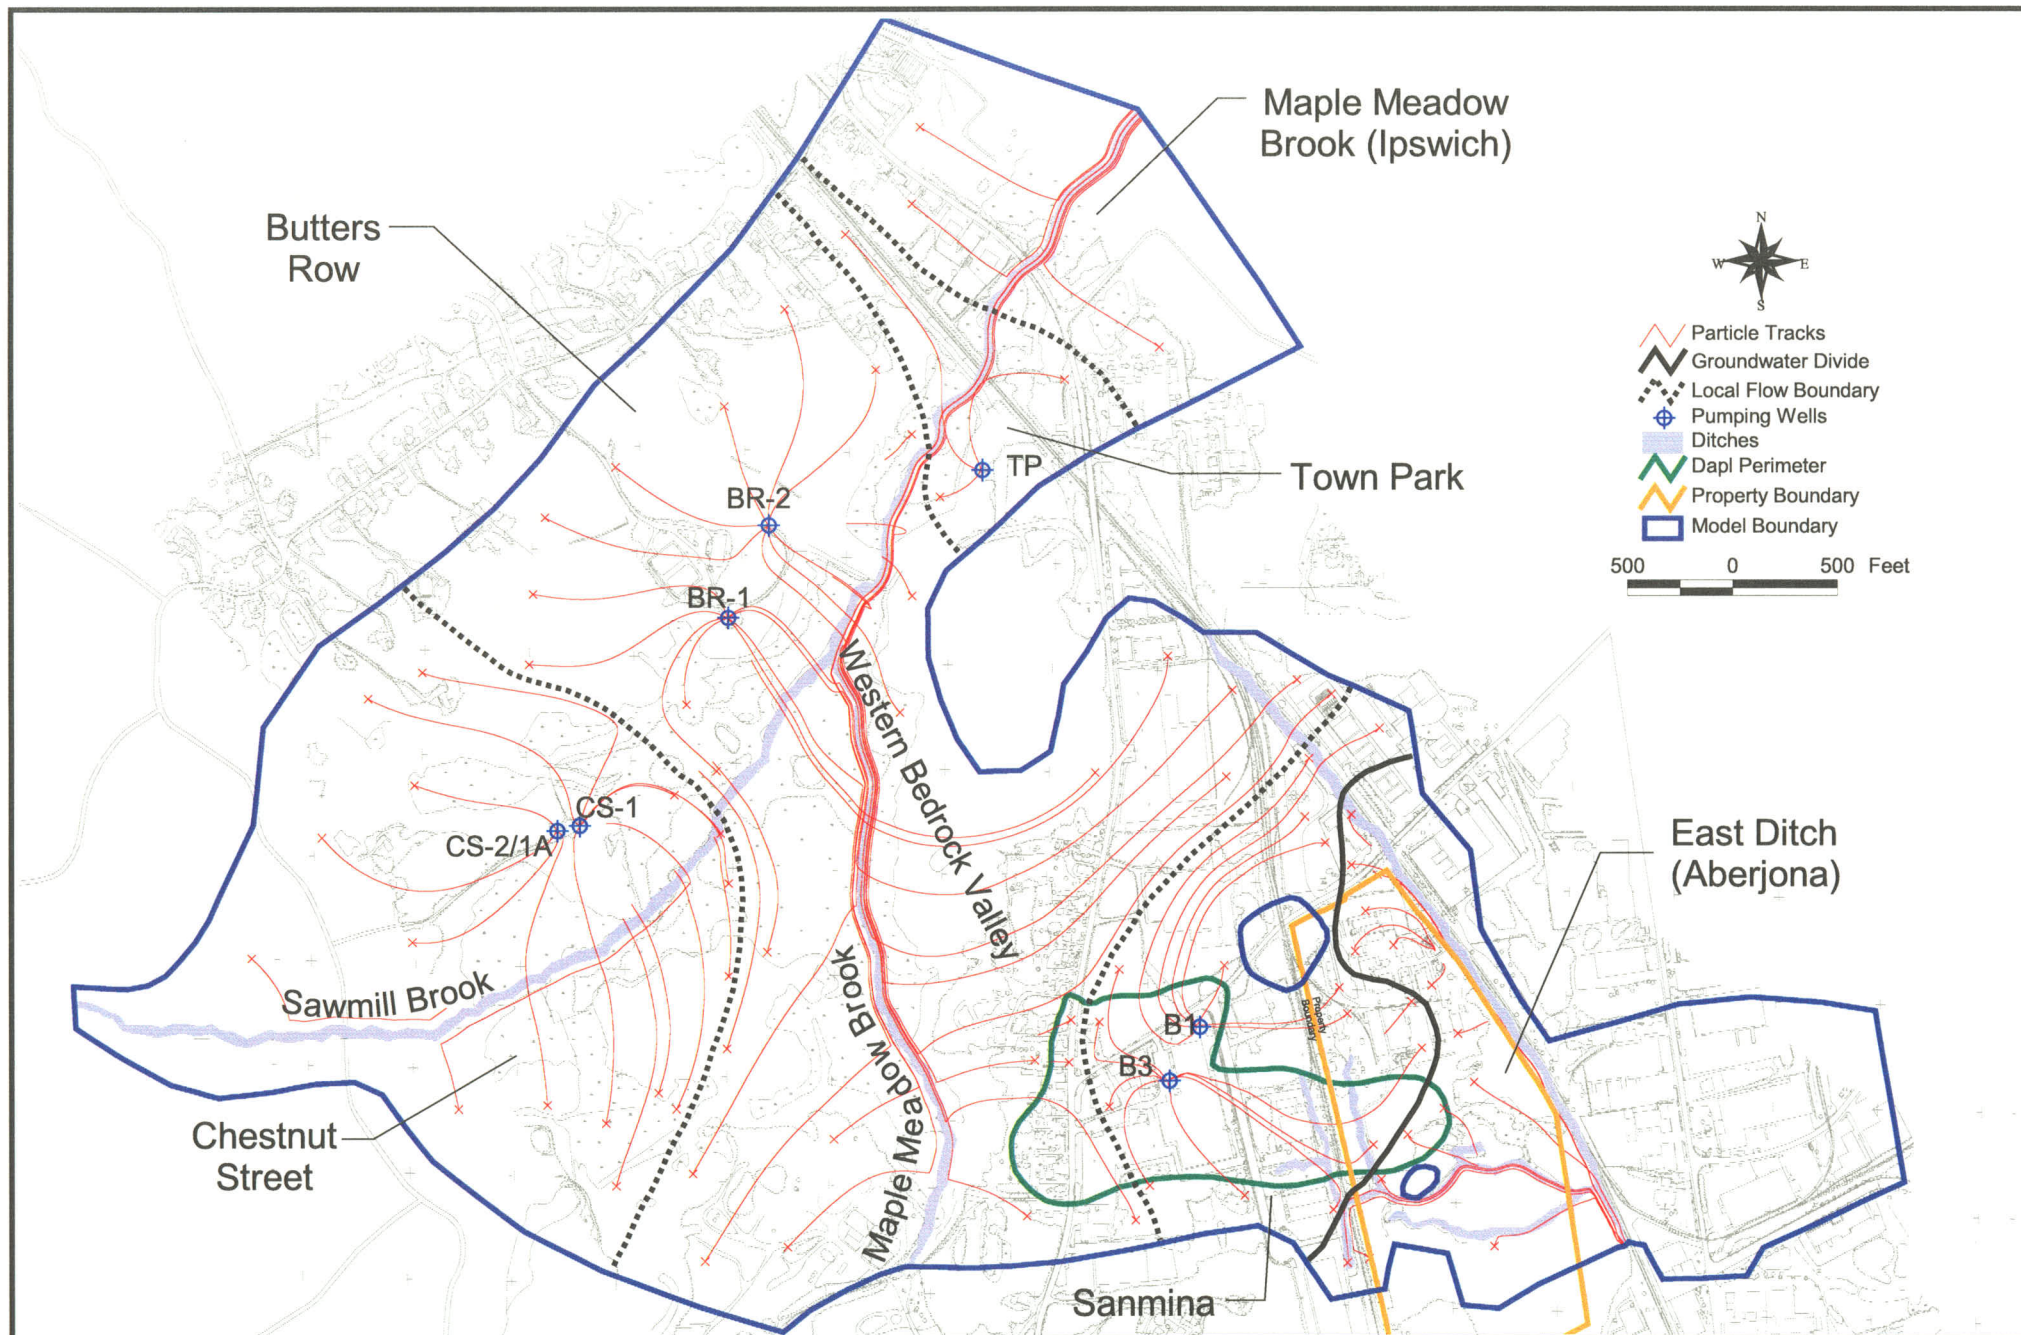 Maple Meadow
Brook (Ipswich)
Butters
Row
N
W
E
S
Particle Tracks
Groundwater Divide
Local Flow Boundary
Pumping Wells
Ditches
Dapl Perimeter
Property Boundary
Model Boundary
500 0 500 Feet
TP
Town Park
BR-2
BR-1
Western Bedrock Valley
CS-1
CS-2/1A
East Ditch
(Aberjona)
Sawmill Brook
Maple Meadow Brook
Property
Boundary
B1
B3
Chestnut
Street
Sanmina